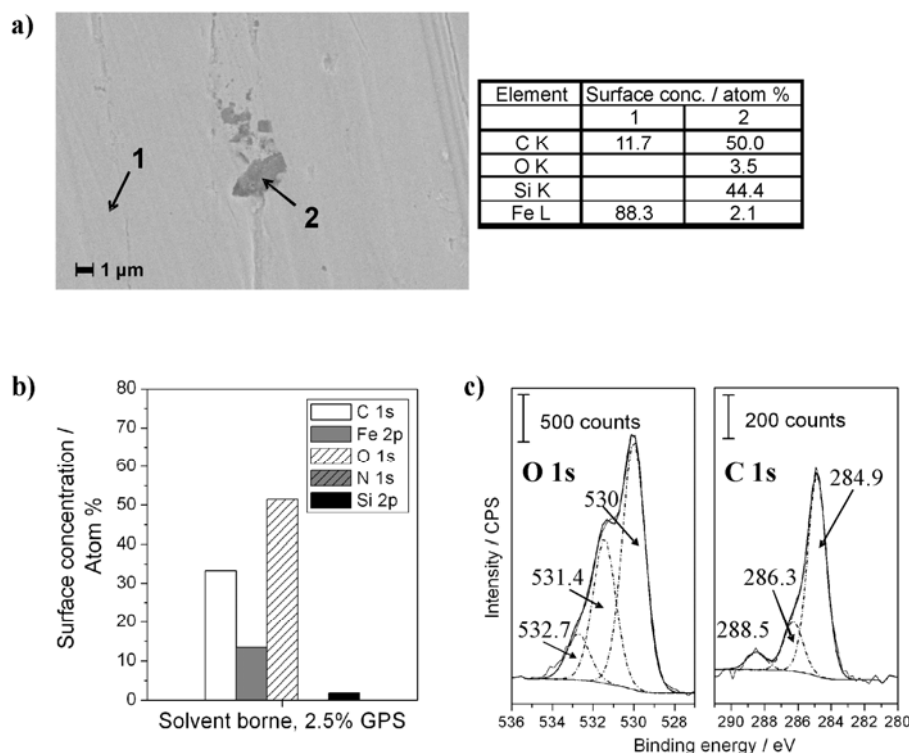 a)
1
2
1 µm
Element Surface conc. / atom %
1 2
C K 11.7 50.0
O K 3.5
Si K 44.4
Fe L 88.3 2.1
b)
Surface concentration /
Atom %
80
70
60
50
40
30
20
10
0
C 1s
Fe 2p
O 1s
N 1s
Si 2p
Solvent borne, 2.5% GPS
c)
Intensity / CPS
500 counts
O 1s
530
531.4
532.7
536 534 532 530 528
200 counts
C 1s
284.9
286.3
288.5
290 288 286 284 282 280
Binding energy / eV